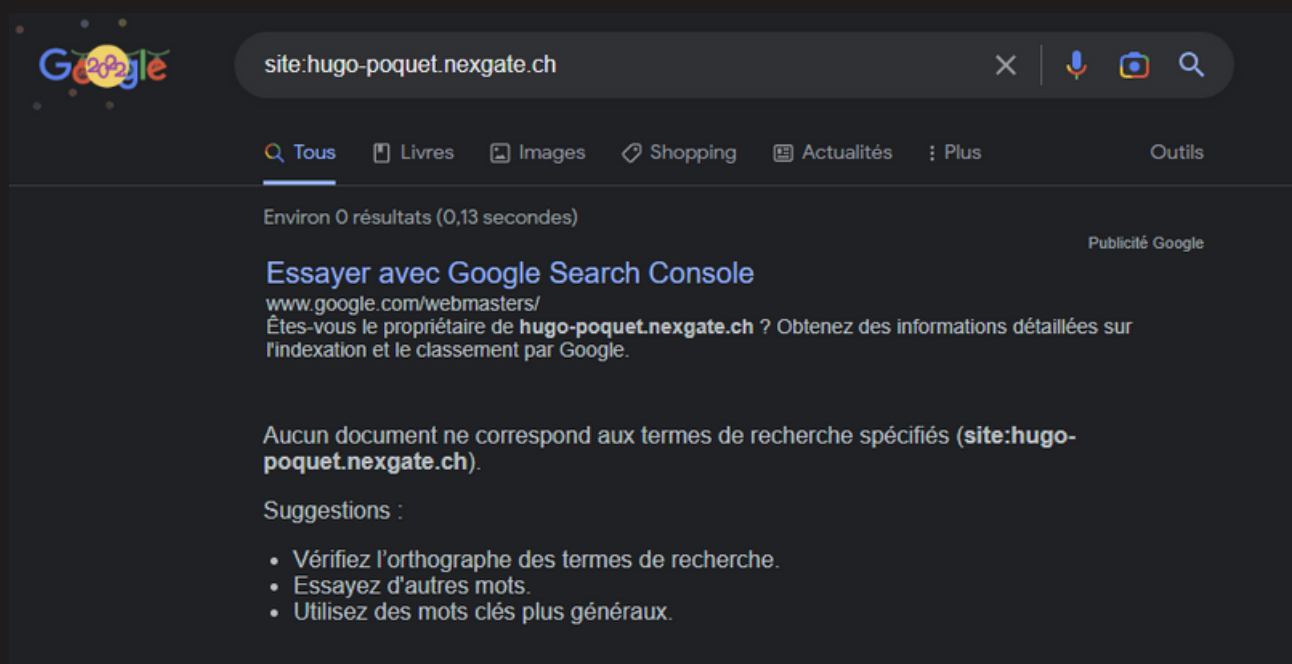 Google 2022
site:hugo-poquet.nexgate.ch
Tous Livres Images Shopping Actualités Plus Outils
Environ 0 résultats (0,13 secondes)
Publicité Google
Essayer avec Google Search Console
www.google.com/webmasters/
Êtes-vous le propriétaire de hugo-poquet.nexgate.ch ? Obtenez des informations détaillées sur
l'indexation et le classement par Google.
Aucun document ne correspond aux termes de recherche spécifiés (site:hugo-
poquet.nexgate.ch).
Suggestions :
• Vérifiez l’orthographe des termes de recherche.
• Essayez d'autres mots.
• Utilisez des mots clés plus généraux.